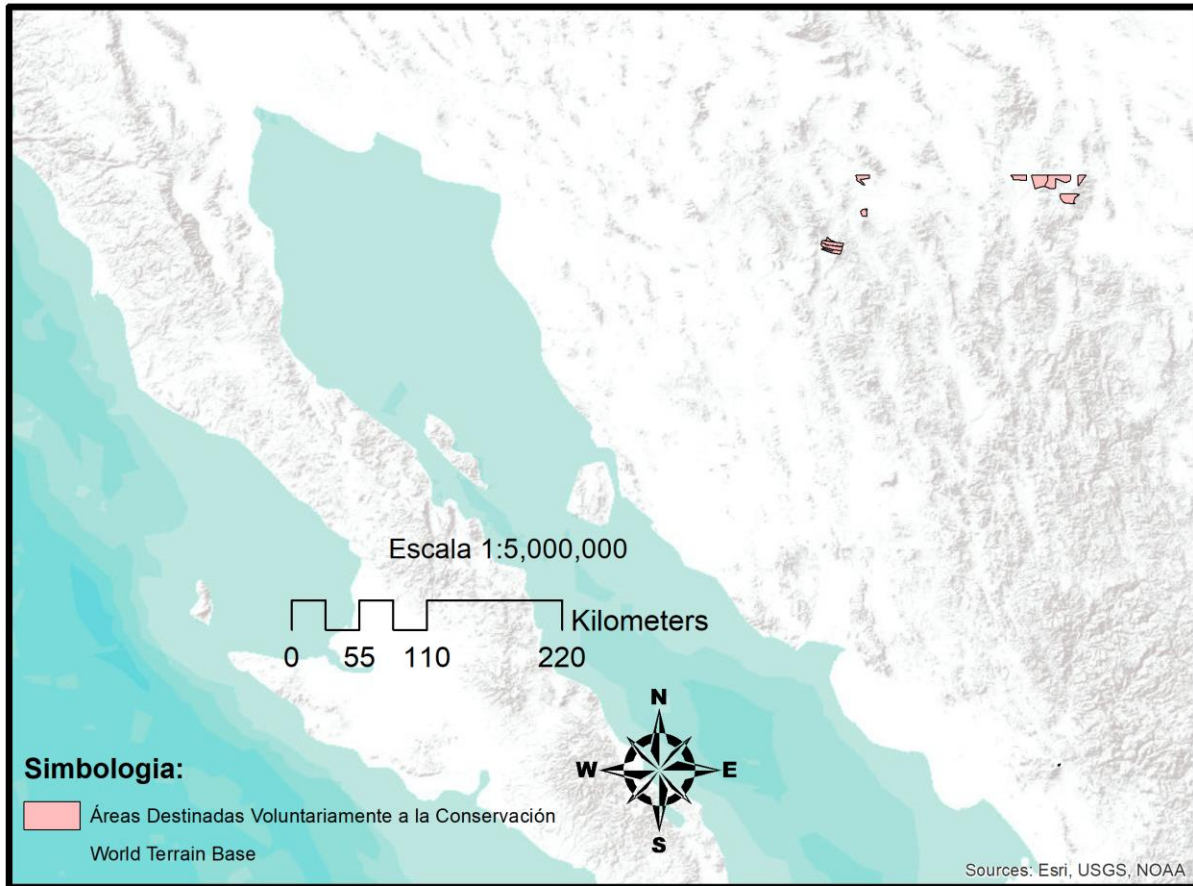 Escala 1:5,000,000
Kilometers
0 55 110 220
N
W E
S
Simbologia:
Áreas Destinadas Voluntariamente a la Conservación
World Terrain Base
Sources: Esri, USGS, NOAA